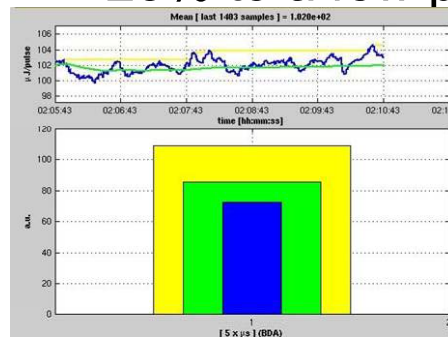 Mean [ last 1403 samples ] = 1.020e+02
μJ/pulse
106
104
102
100
98
02:05:43 02:06:43 02:07:43 02:08:43 02:09:43 02:10:43
time [hh:mm:ss]
a.u.
120
100
80
60
40
20
0
1
[ 5 x μs ] (BDA)